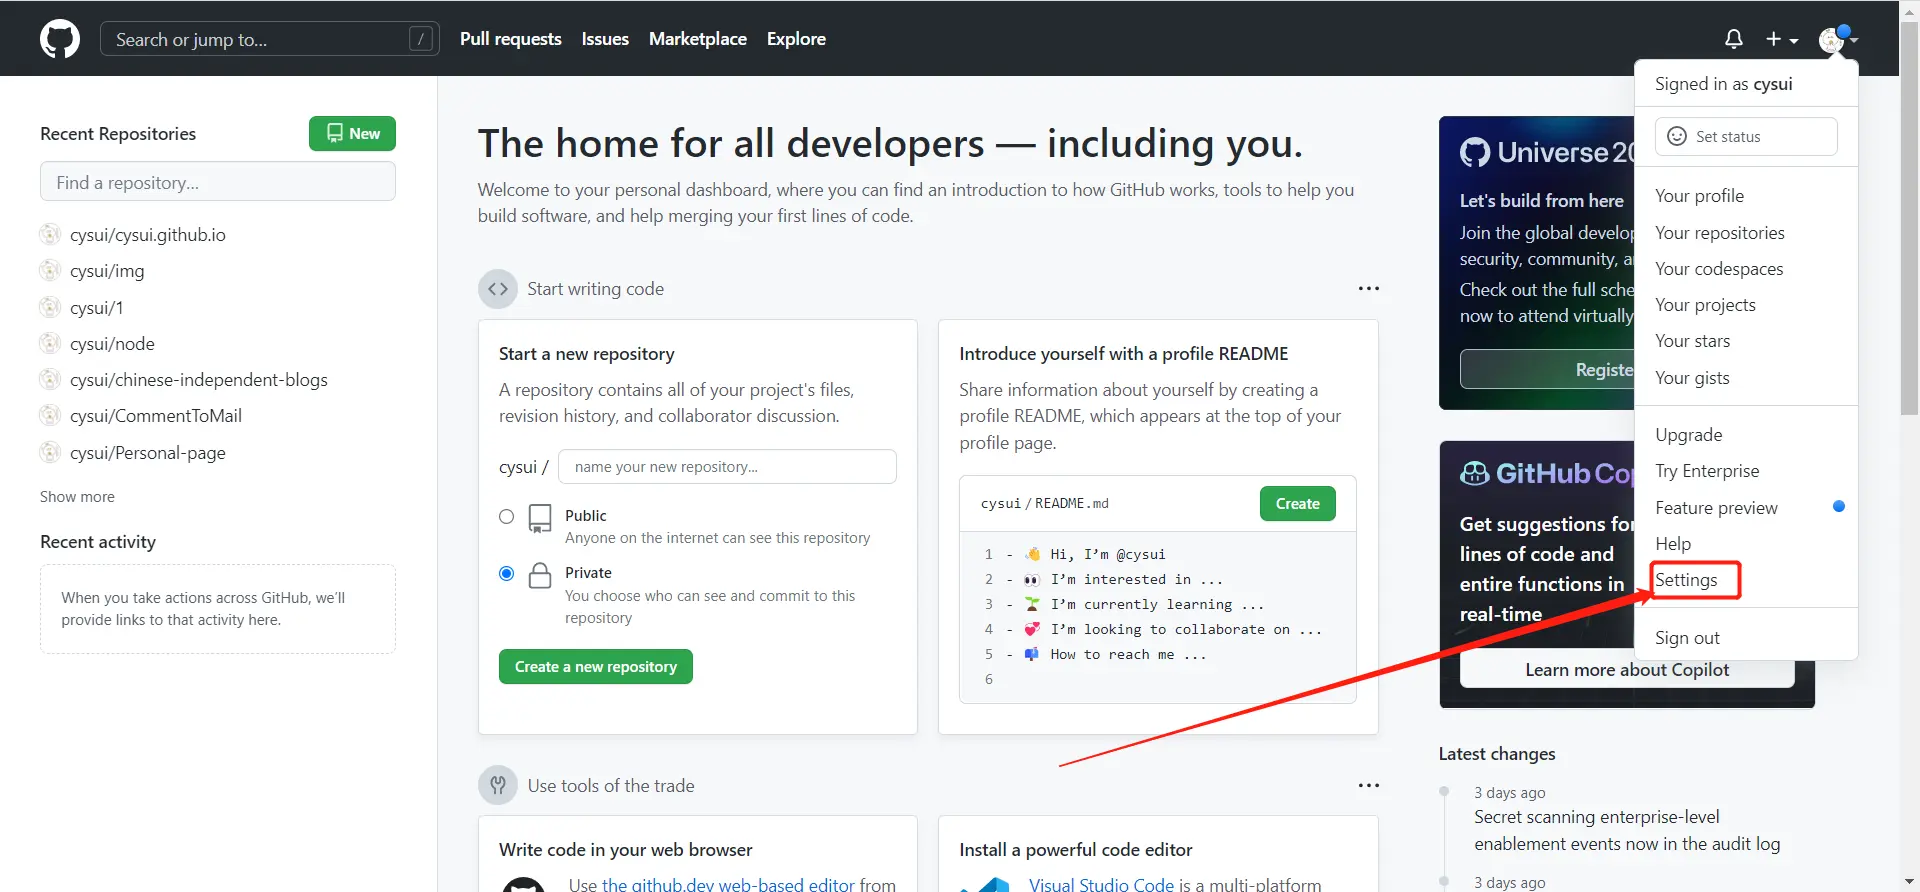 Search or jump to...
/
Pull requests
Issues
Marketplace
Explore
Signed in as cysui
Set status
Your profile
Your repositories
Your codespaces
Your projects
Your stars
Your gists
Upgrade
Try Enterprise
Feature preview
Help
Settings
Sign out
Recent Repositories
New
Find a repository...
cysui/cysui.github.io
cysui/img
cysui/1
cysui/node
cysui/chinese-independent-blogs
cysui/CommentToMail
cysui/Personal-page
Show more
Recent activity
When you take actions across GitHub, we'll
provide links to that activity here.
The home for all developers — including you.
Welcome to your personal dashboard, where you can find an introduction to how GitHub works, tools to help you
build software, and help merging your first lines of code.
Start writing code
Start a new repository
A repository contains all of your project's files,
revision history, and collaborator discussion.
cysui /
name your new repository...
Public
Anyone on the internet can see this repository
Private
You choose who can see and commit to this
repository
Create a new repository
Introduce yourself with a profile README
Share information about yourself by creating a
profile README, which appears at the top of your
profile page.
cysui / README.md
Create
1 - 👋 Hi, I'm @cysui
2 - 👀 I'm interested in ...
3 - 🌱 I'm currently learning ...
4 - 💞️ I'm looking to collaborate on ...
5 - 📫 How to reach me ...
6
Use tools of the trade
Write code in your web browser
Use the github.dev web-based editor from
Install a powerful code editor
Visual Studio Code is a multi-platform
Universe 20
Let's build from here
Join the global develop
security, community, a
Check out the full sche
now to attend virtually
Registe
GitHub Cop
Get suggestions for
lines of code and
entire functions in
real-time
Learn more about Copilot
Latest changes
3 days ago
Secret scanning enterprise-level
enablement events now in the audit log
3 days ago